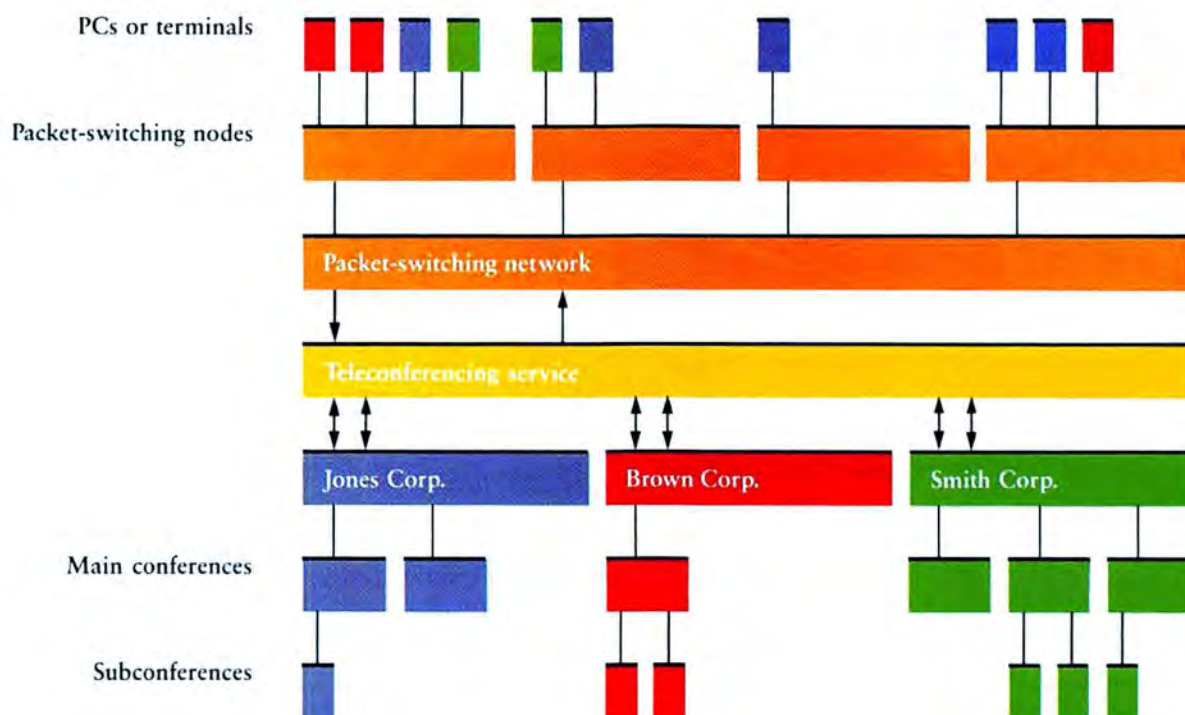 PCs or terminals
Packet-switching nodes
Packet-switching network
Teleconferencing service
Jones Corp.
Brown Corp.
Smith Corp.
Main conferences
Subconferences